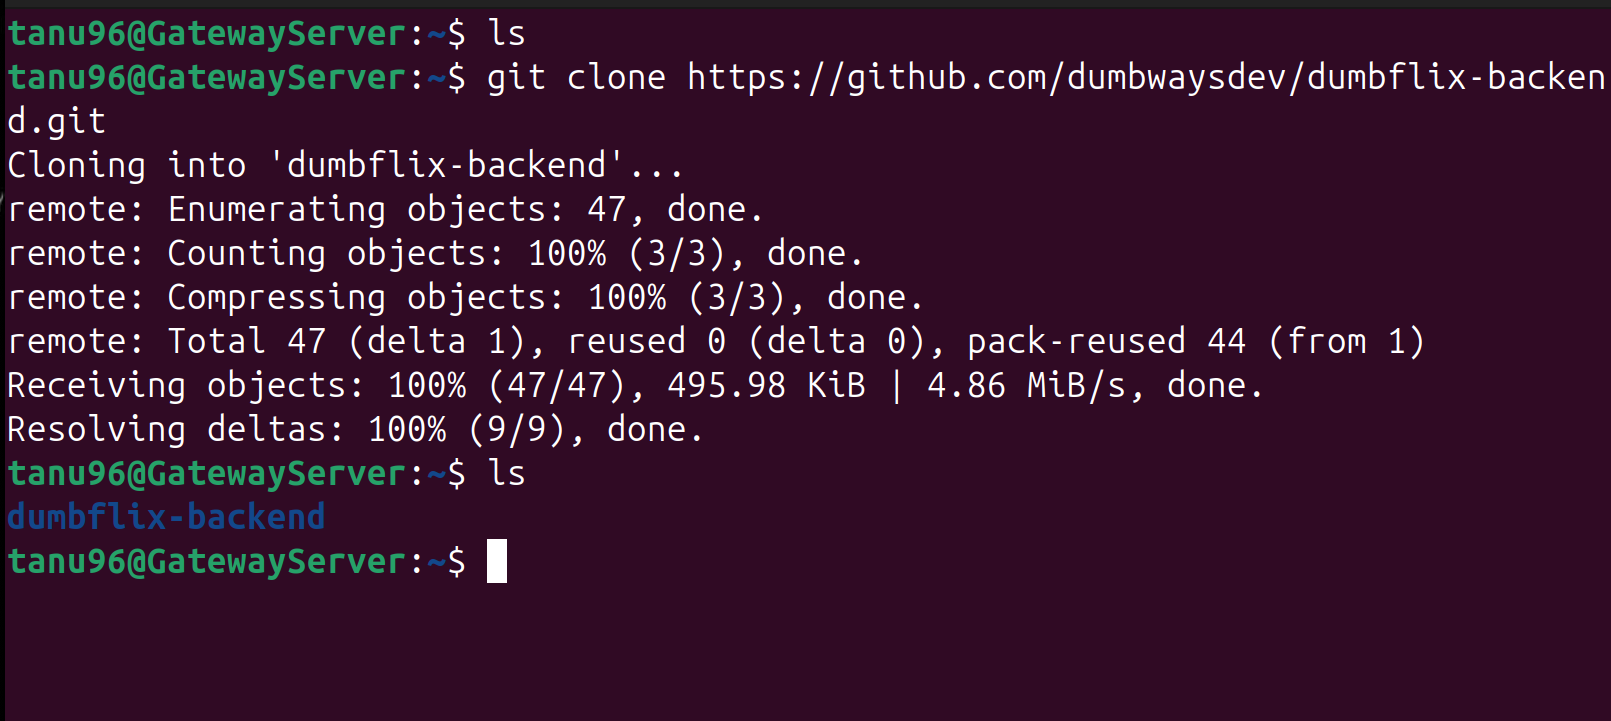 tanu96@GatewayServer:~$ ls
tanu96@GatewayServer:~$ git clone https://github.com/dumbwaysdev/dumbflix-backen
d.git
Cloning into 'dumbflix-backend'...
remote: Enumerating objects: 47, done.
remote: Counting objects: 100% (3/3), done.
remote: Compressing objects: 100% (3/3), done.
remote: Total 47 (delta 1), reused 0 (delta 0), pack-reused 44 (from 1)
Receiving objects: 100% (47/47), 495.98 KiB | 4.86 MiB/s, done.
Resolving deltas: 100% (9/9), done.
tanu96@GatewayServer:~$ ls
dumbflix-backend
tanu96@GatewayServer:~$